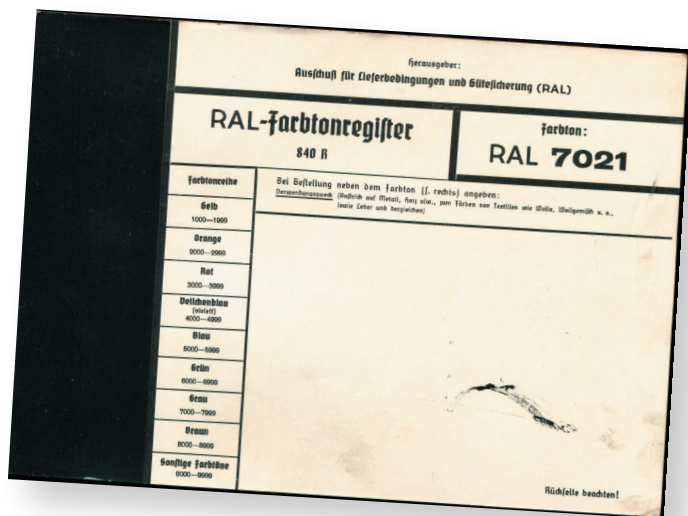 Herausgeber:
Ausschuß für Lieferbedingungen und Gütesicherung (RAL)
RAL-Farbtonregister
840 R
Farbton:
RAL 7021
Farbtonreihe
Gelb
1000—1999
Orange
2000—2999
Rot
3000—3999
Veilchenblau
(violett)
4000—4999
Blau
5000—5999
Grün
6000—6999
Grau
7000—7999
Braun
8000—8999
Sonstige Farbtöne
9000—9999
Bei Bestellung neben dem Farbton (s. rechts) angeben:
Verwendungszweck (Anstrich auf Metall, Holz usw., zum Färben von Textilien wie Wolle, Mischgewebe u. a.,
sowie Leder und dergleichen)
Rückseite beachten!